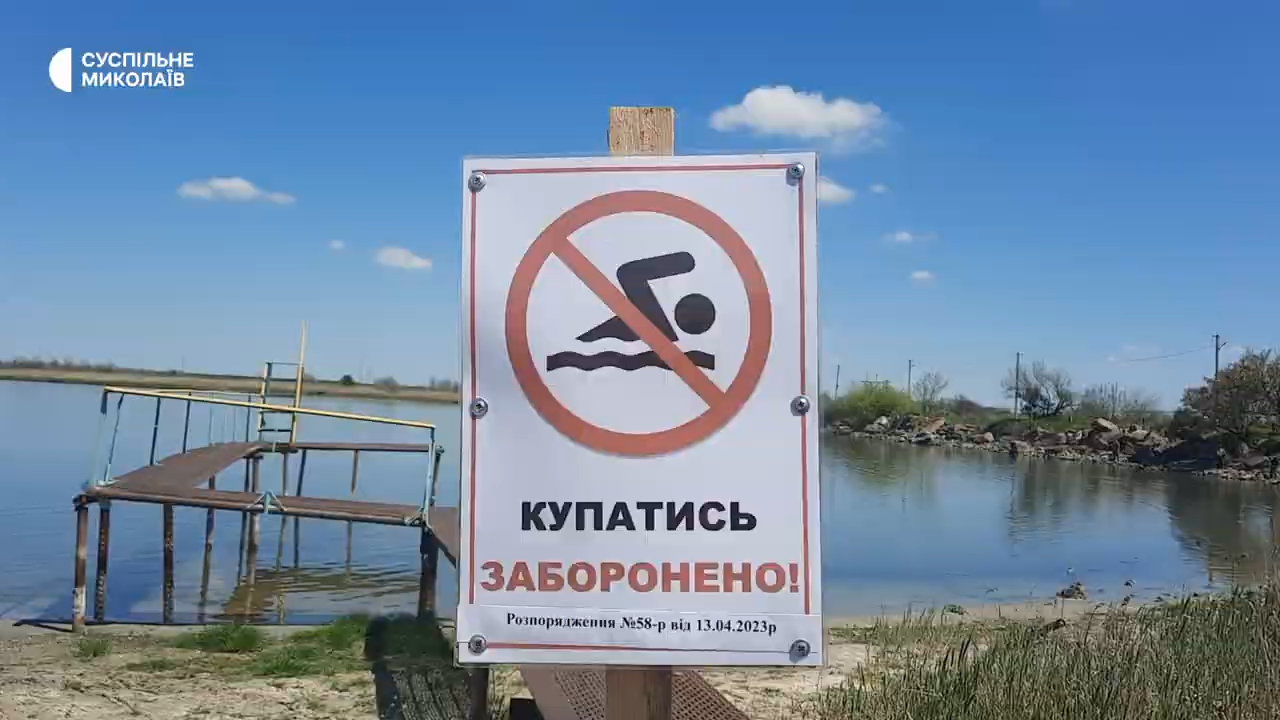 СУСПІЛЬНЕ
МИКОЛАЇВ
КУПАТИСЬ
ЗАБОРОНЕНО!
Розпорядження №58-р від 13.04.2023р